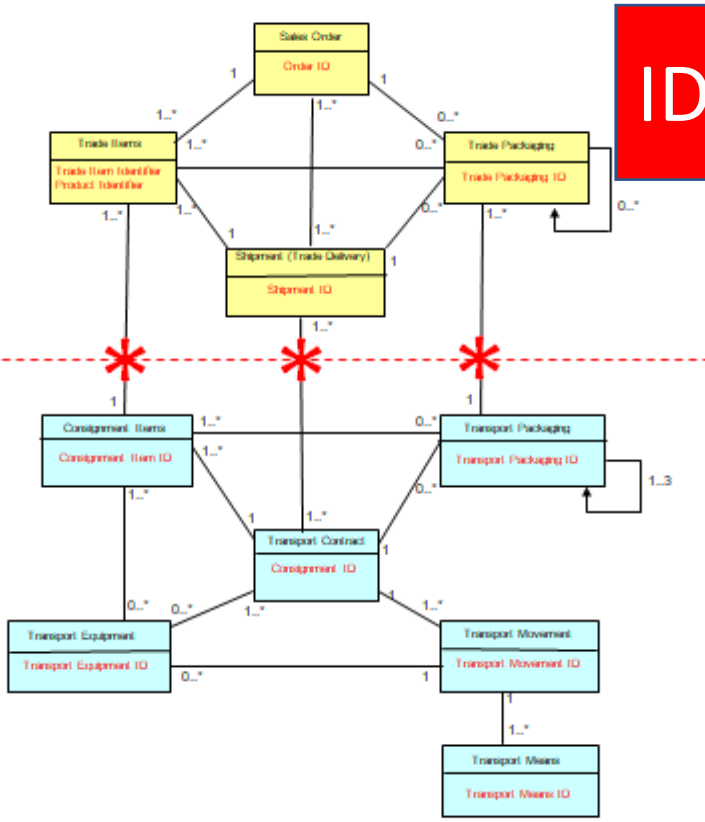 Sales Order
Order ID
ID
1
1
1..*
1..*
0..*
Trade Items
1..*
0..*
Trade Packaging
Trade Item Identifier
Product Identifier
Trade Packaging ID
1..*
1..*
0..*
1..*
0..*
1
1..*
Shipment (Trade Delivery)
1
Shipment ID
1..*
1
1
Consignment Items
1..*
0..*
Transport Packaging
1..*
Consignment Item ID
Transport Packaging ID
1..3
1..*
0..*
1
1..*
Transport Contract
1
Consignment ID
1
0..*
0..*
1..*
1..*
Transport Equipment
Transport Movement
Transport Equipment ID
Transport Movement ID
0..*
1
1
1..*
Transport Means
Transport Means ID